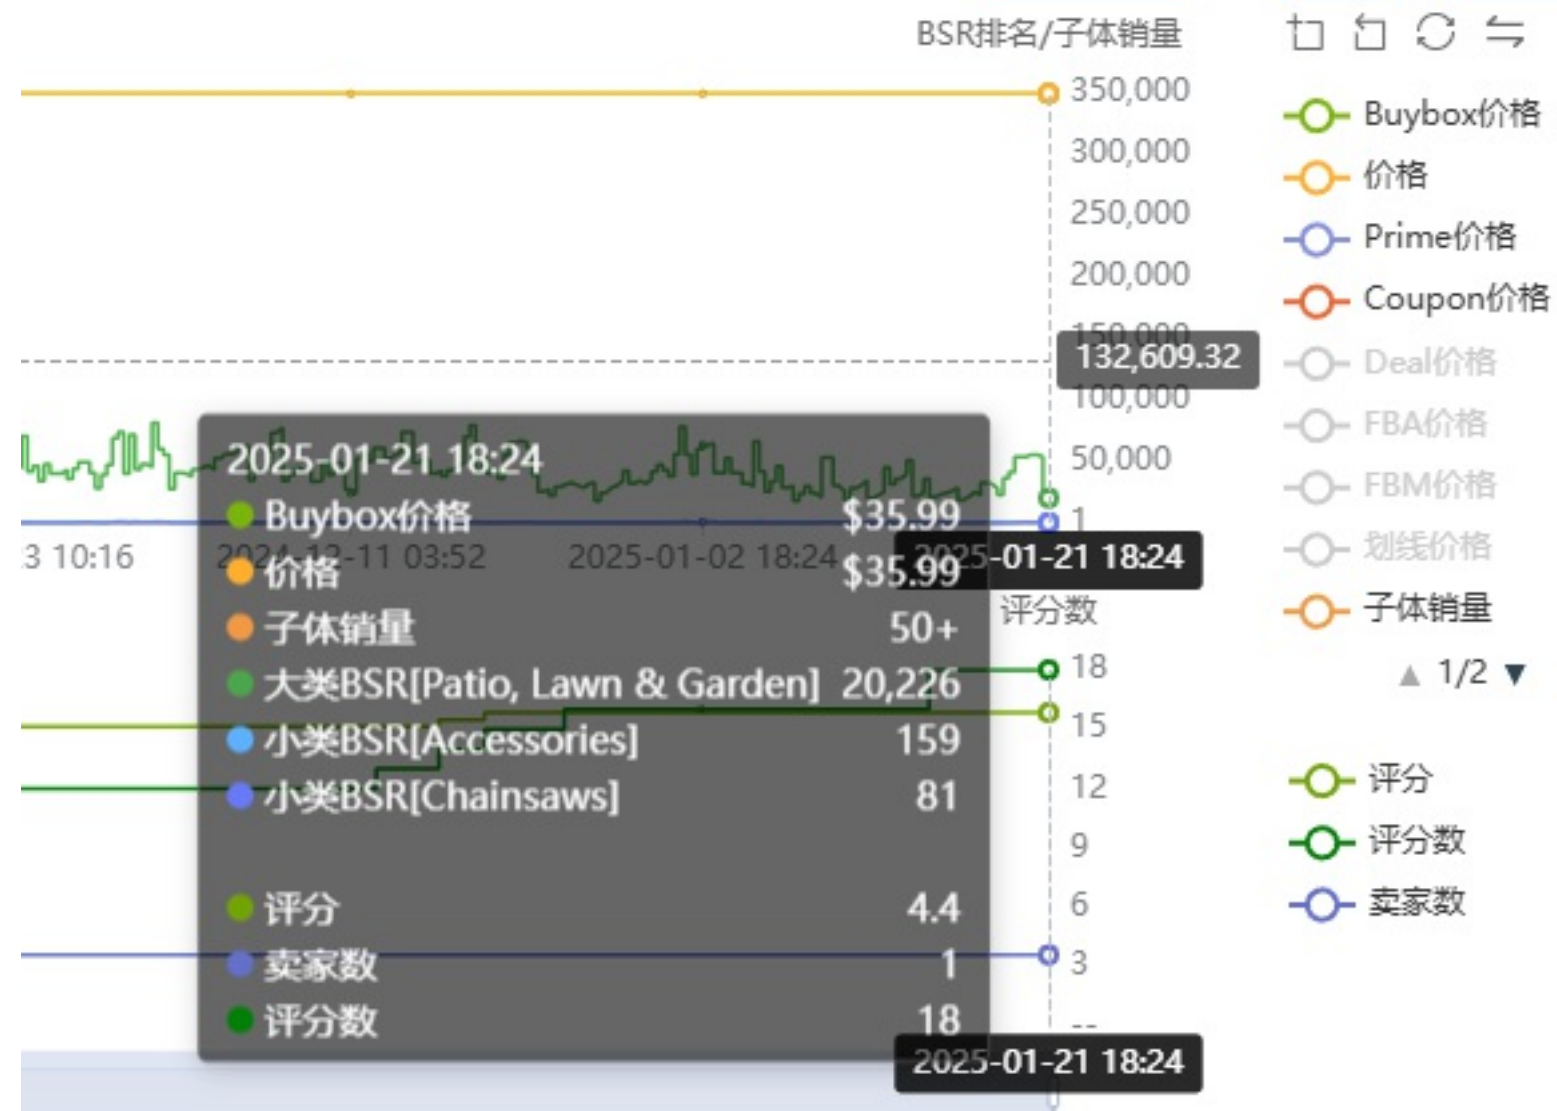 BSR排名/子体销量
350,000
300,000
250,000
200,000
150,000
132,609.32
100,000
50,000
1
3 10:16
2024-12-11 03:52
2025-01-02 18:24
2025-01-21 18:24
2025-01-21 18:24
Buybox价格 $35.99
价格 $35.99
子体销量 50+
大类BSR[Patio, Lawn & Garden] 20,226
小类BSR[Accessories] 159
小类BSR[Chainsaws] 81
评分 4.4
卖家数 1
评分数 18
评分数
18
15
12
9
6
3
--
2025-01-21 18:24
Buybox价格
价格
Prime价格
Coupon价格
Deal价格
FBA价格
FBM价格
划线价格
子体销量
1/2
评分
评分数
卖家数